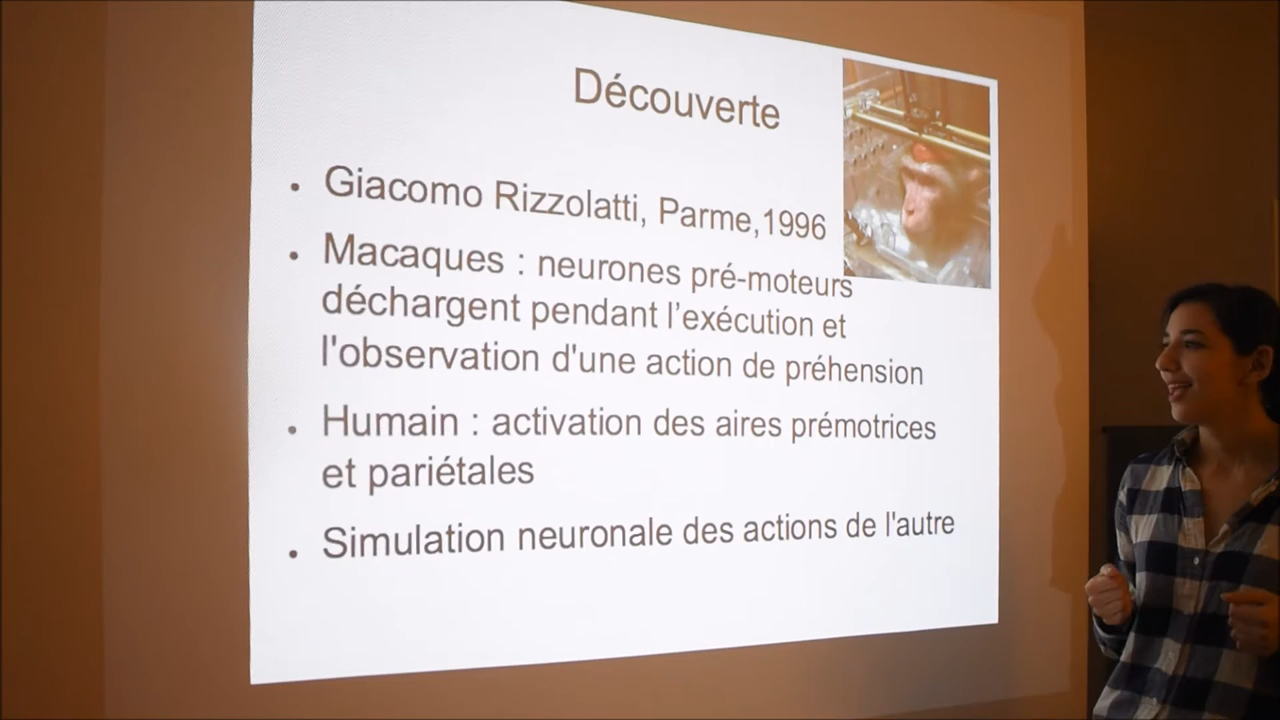 Découverte
Giacomo Rizzolatti, Parme,1996
Macaques : neurones pré-moteurs
déchargent pendant l’exécution et
l'observation d'une action de préhension
Humain : activation des aires prémotrices
et pariétales
Simulation neuronale des actions de l'autre